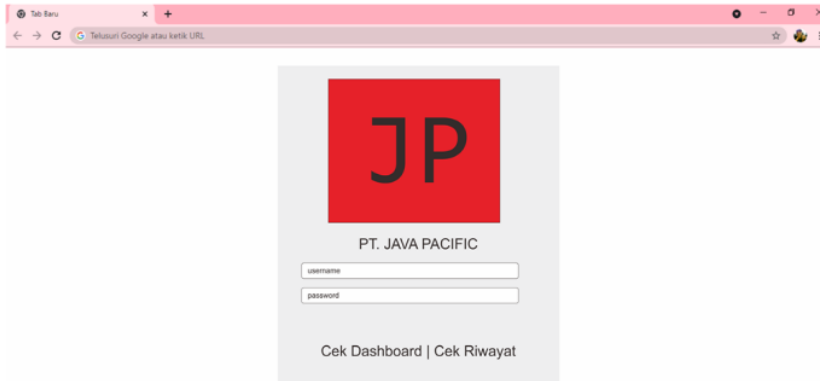 Tab Baru
Telusuri Google atau ketik URL
JP
PT. JAVA PACIFIC
username
password
Cek Dashboard | Cek Riwayat